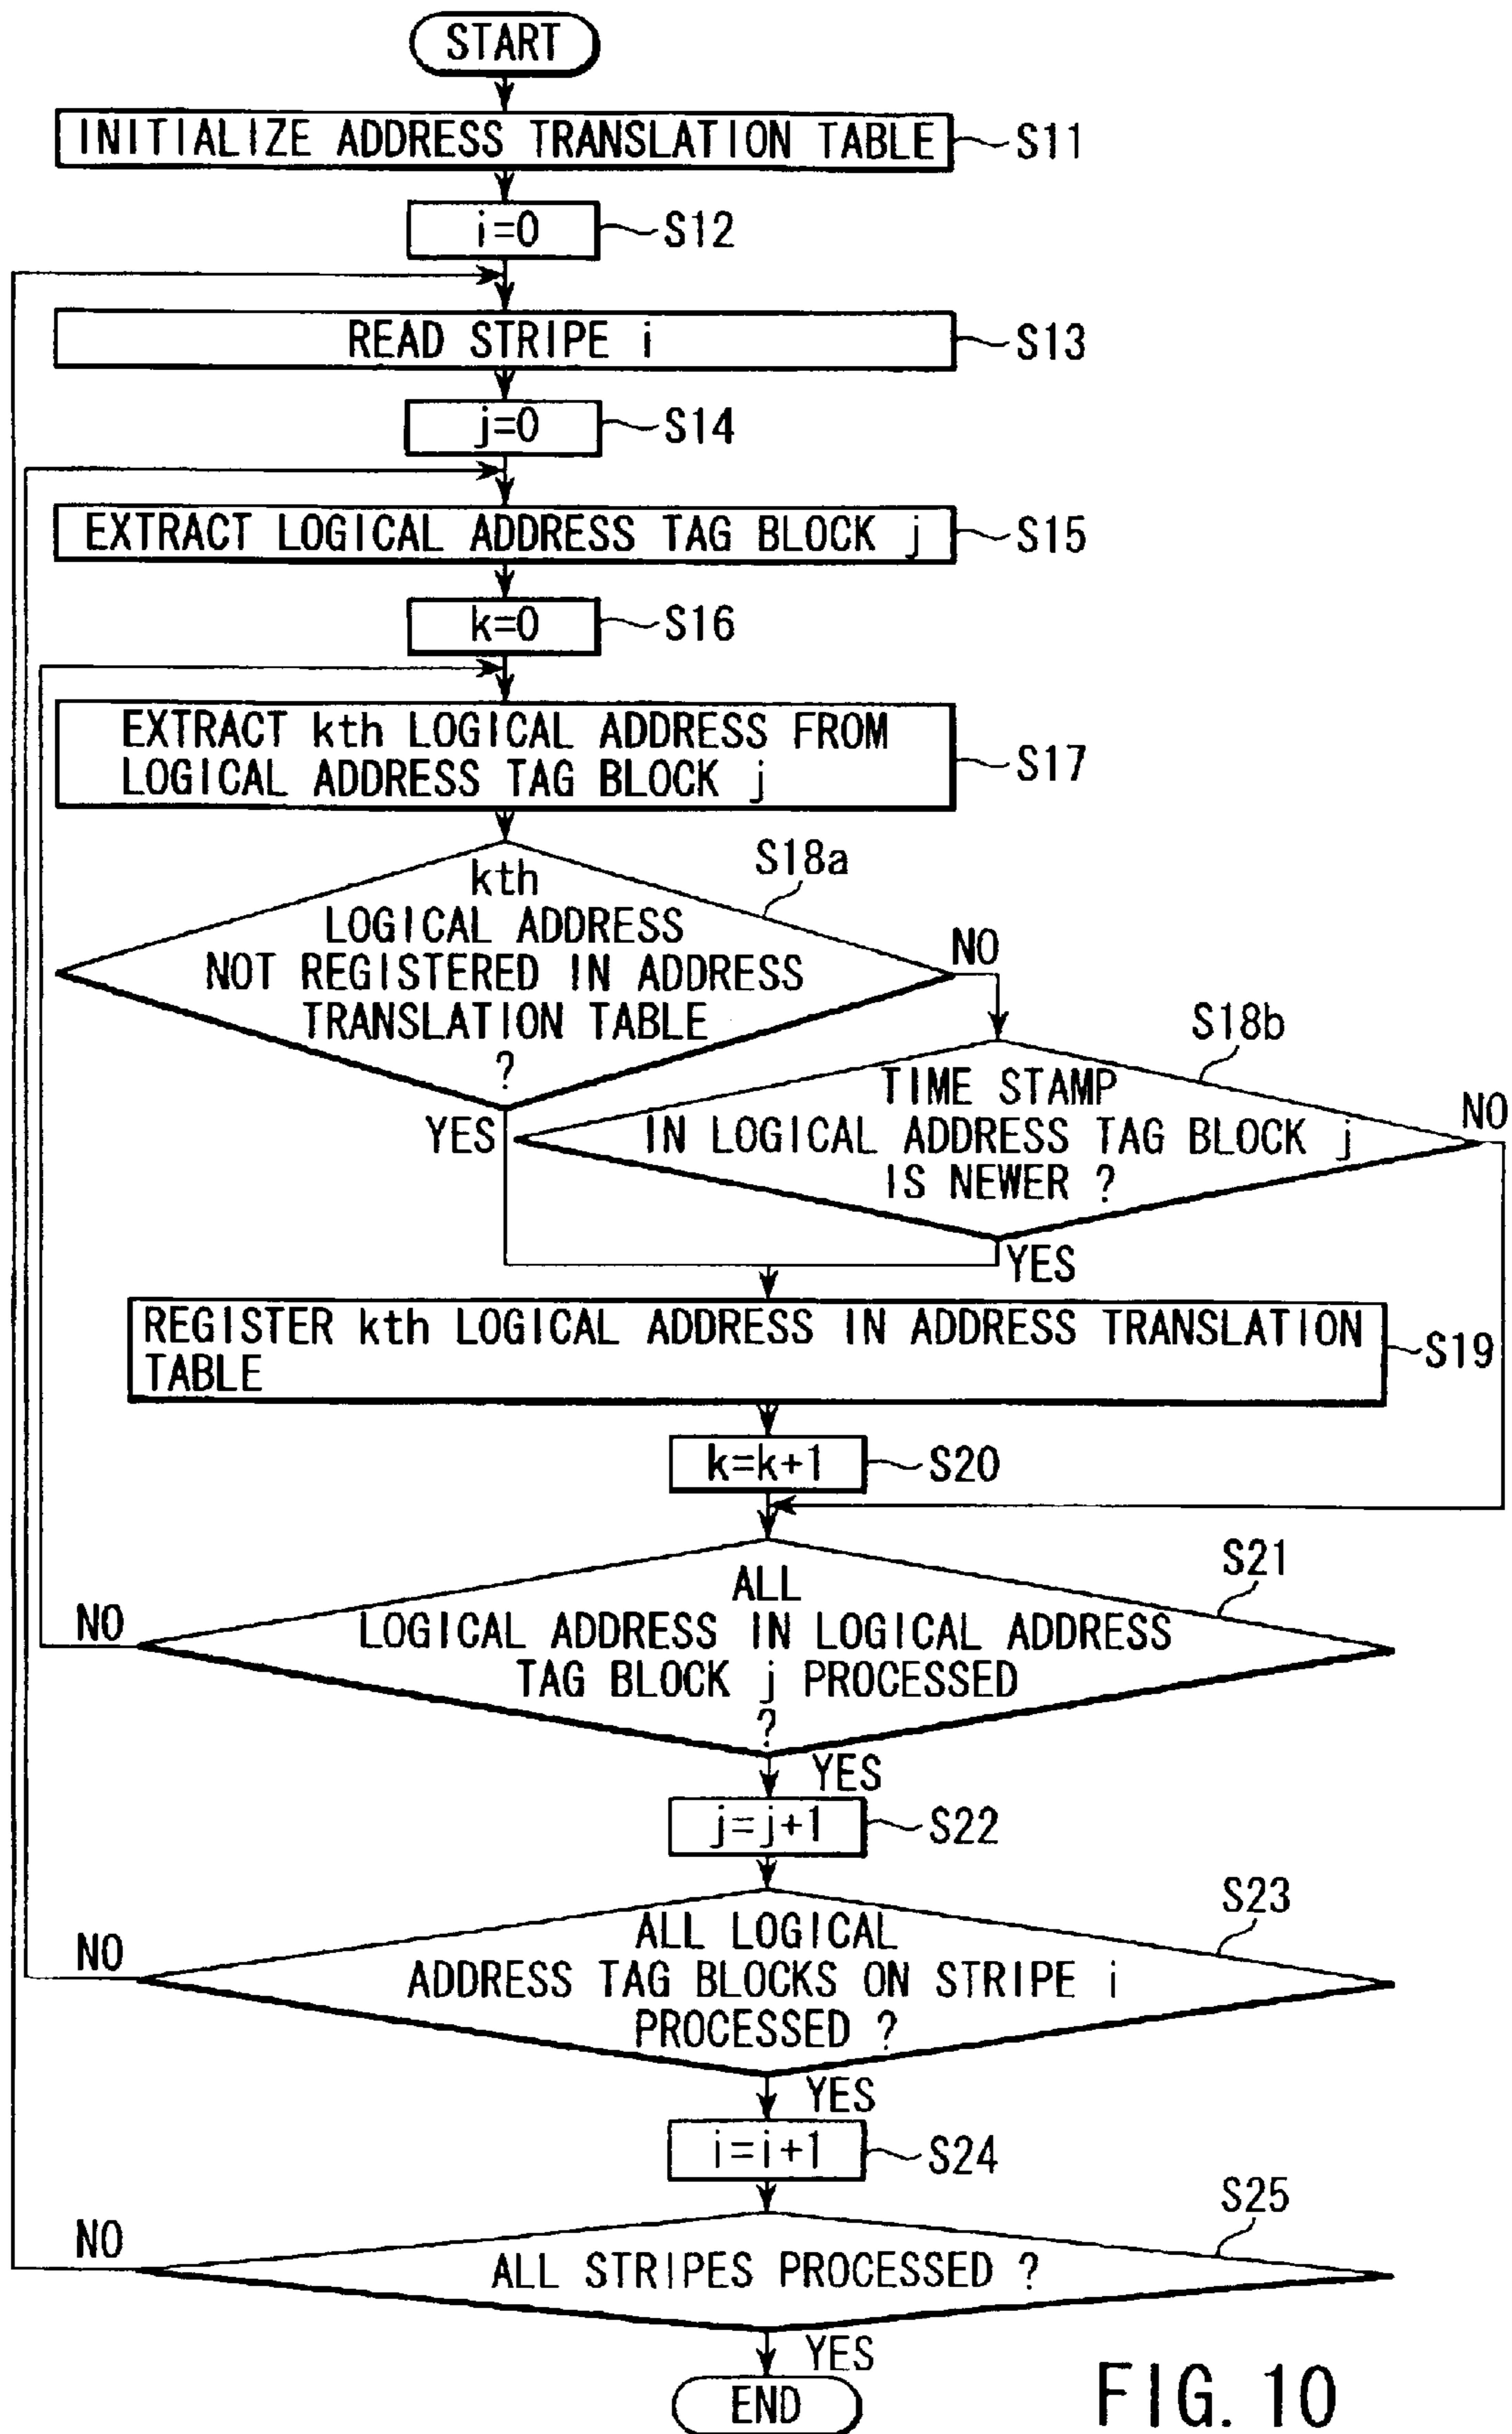 START
INITIALIZE ADDRESS TRANSLATION TABLE
S11
i=0
S12
READ STRIPE i
S13
j=0
S14
EXTRACT LOGICAL ADDRESS TAG BLOCK j
S15
k=0
S16
EXTRACT kth LOGICAL ADDRESS FROM
LOGICAL ADDRESS TAG BLOCK j
S17
S18a
kth
LOGICAL ADDRESS
NOT REGISTERED IN ADDRESS
TRANSLATION TABLE
?
NO
YES
S18b
TIME STAMP
IN LOGICAL ADDRESS TAG BLOCK j
IS NEWER ?
NO
YES
REGISTER kth LOGICAL ADDRESS IN ADDRESS TRANSLATION
TABLE
S19
k=k+1
S20
S21
ALL
LOGICAL ADDRESS IN LOGICAL ADDRESS
TAG BLOCK j PROCESSED
?
NO
YES
j=j+1
S22
S23
ALL LOGICAL
ADDRESS TAG BLOCKS ON STRIPE i
PROCESSED ?
NO
YES
i=i+1
S24
S25
ALL STRIPES PROCESSED ?
NO
YES
END
FIG. 10